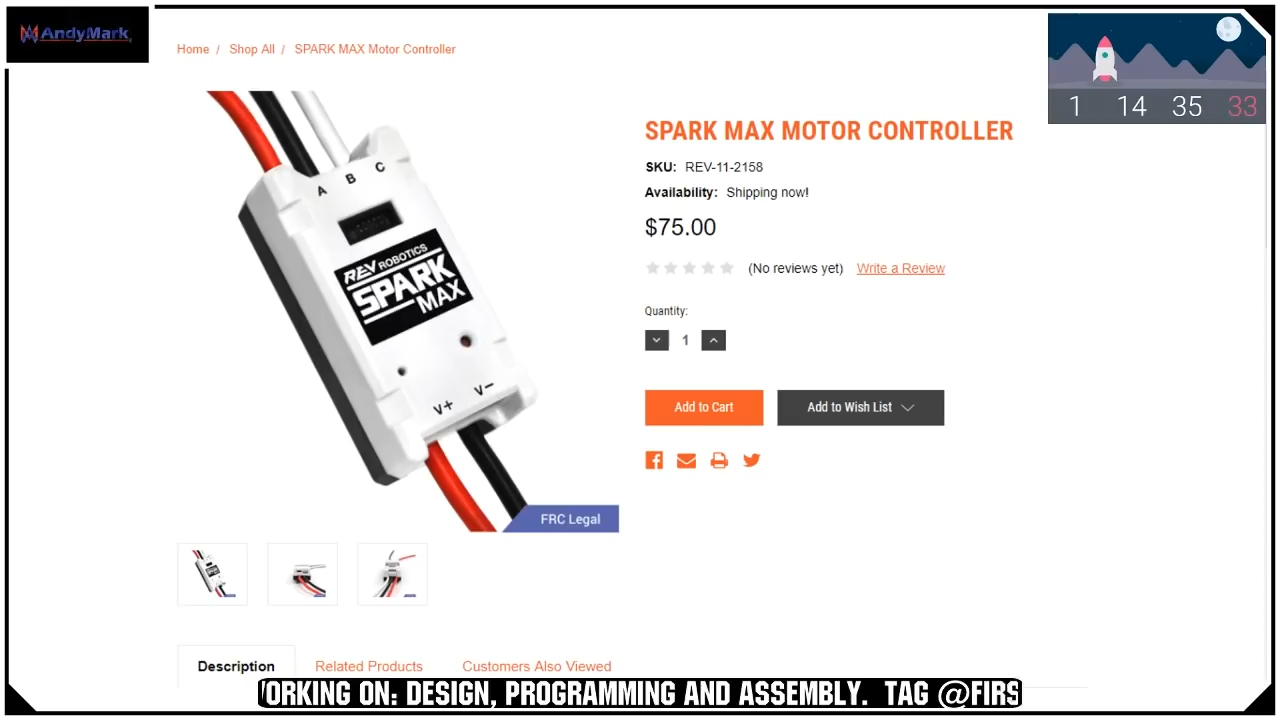 AndyMark
Home / Shop All / SPARK MAX Motor Controller
1 14 35 33
A B C
REV ROBOTICS
SPARK
MAX
V+ V-
FRC Legal
SPARK MAX MOTOR CONTROLLER
SKU: REV-11-2158
Availability: Shipping now!
$75.00
(No reviews yet) Write a Review
Quantity:
1
Add to Cart Add to Wish List
Description Related Products Customers Also Viewed
WORKING ON: DESIGN, PROGRAMMING AND ASSEMBLY. TAG @FIRS